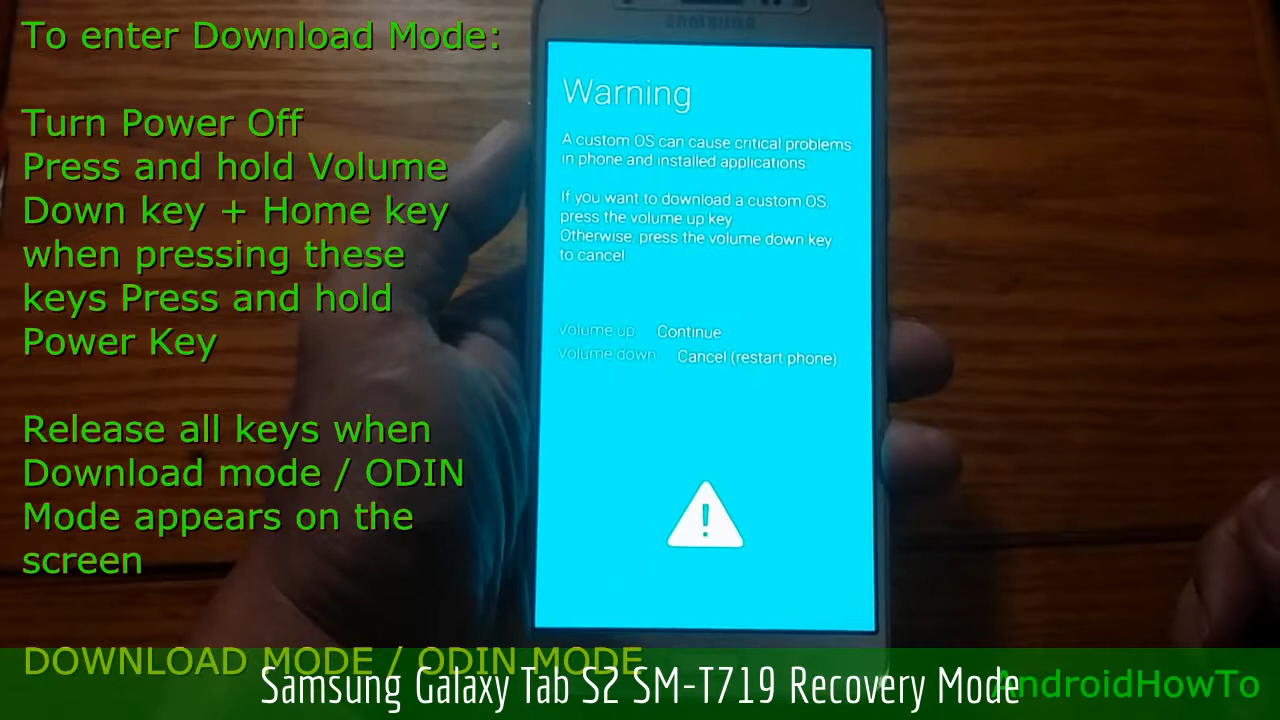 To enter Download Mode:
Turn Power Off
Press and hold Volume
Down key + Home key
when pressing these
keys Press and hold
Power Key
Release all keys when
Download mode / ODIN
Mode appears on the
screen
DOWNLOAD MODE / ODIN MODE
SAMSUNG
Warning
A custom OS can cause critical problems
in phone and installed applications
If you want to download a custom OS,
press the volume up key
Otherwise, press the volume down key
to cancel
Volume up Continue
Volume down Cancel (restart phone)
!
Samsung Galaxy Tab S2 SM-T719 Recovery Mode
AndroidHowTo